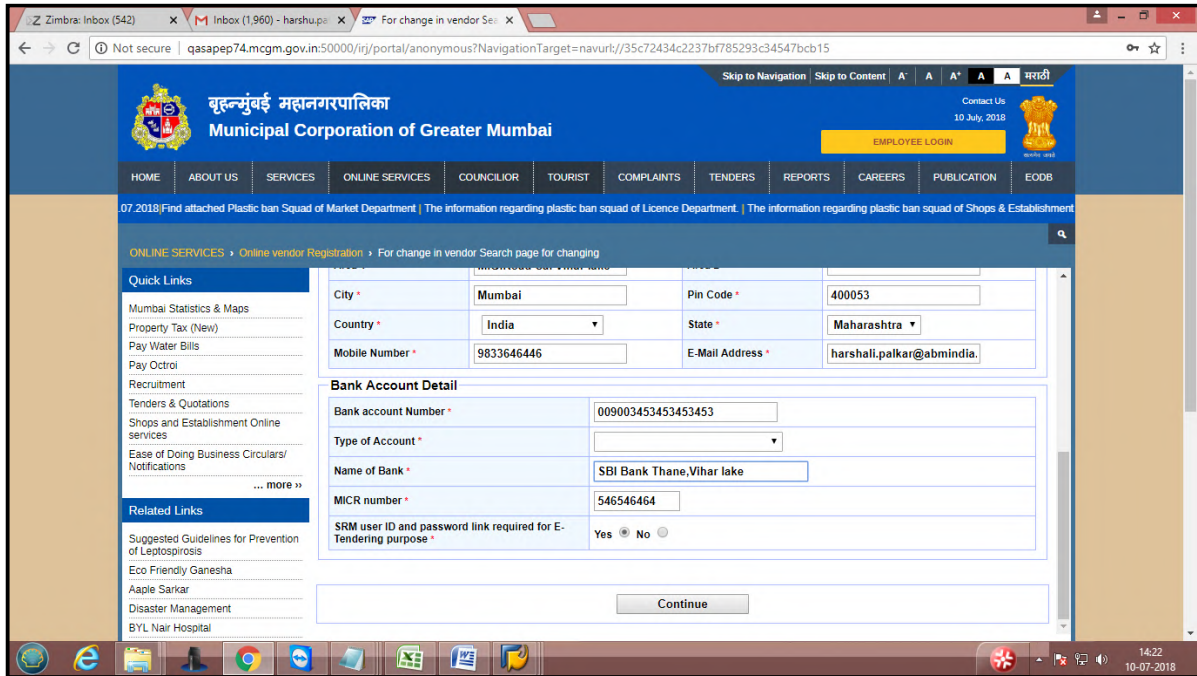 Zimbra: Inbox (542)
Inbox (1,960) - harshu.pa
For change in vendor Sea
Not secure | qasapep74.mcgm.gov.in:50000/irj/portal/anonymous?NavigationTarget=navurl://35c72434c2237bf785293c34547bcb15
Skip to Navigation Skip to Content A- A A+ A A मराठी
बृहन्मुंबई महानगरपालिका
Municipal Corporation of Greater Mumbai
Contact Us
10 July, 2018
EMPLOYEE LOGIN
सत्यमेव जयते
HOME ABOUT US SERVICES ONLINE SERVICES COUNCILIOR TOURIST COMPLAINTS TENDERS REPORTS CAREERS PUBLICATION EODB
.07.2018|Find attached Plastic ban Squad of Market Department | The information regarding plastic ban squad of Licence Department. | The information regarding plastic ban squad of Shops & Establishment
ONLINE SERVICES › Online vendor Registration › For change in vendor Search page for changing
Quick Links
Mumbai Statistics & Maps
Property Tax (New)
Pay Water Bills
Pay Octroi
Recruitment
Tenders & Quotations
Shops and Establishment Online
services
Ease of Doing Business Circulars/
Notifications
... more ››
Related Links
Suggested Guidelines for Prevention
of Leptospirosis
Eco Friendly Ganesha
Aaple Sarkar
Disaster Management
BYL Nair Hospital
City * Mumbai Pin Code * 400053
Country * India State * Maharashtra
Mobile Number * 9833646446 E-Mail Address * harshali.palkar@abmindia.
Bank Account Detail
Bank account Number * 009003453453453453
Type of Account *
Name of Bank * SBI Bank Thane,Vihar lake
MICR number * 546546464
SRM user ID and password link required for E-
Tendering purpose * Yes No
Continue
14:22
10-07-2018